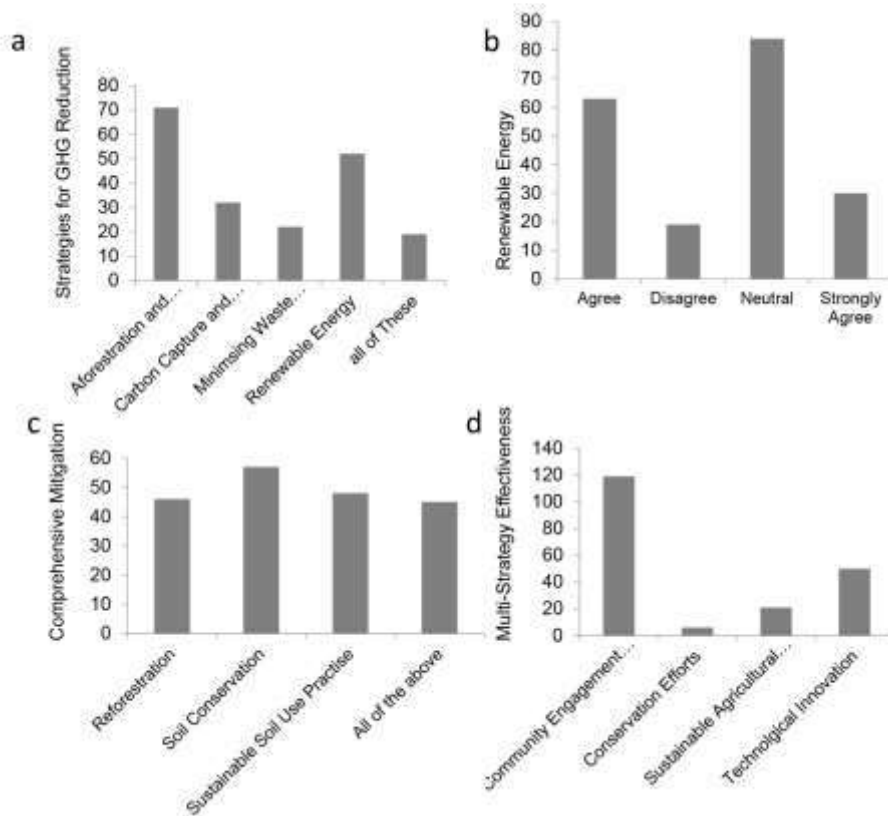 a
Strategies for GHG Reduction
80
70
60
50
40
30
20
10
0
Aforestration and...
Carbon Capture and...
Minimsing Waste...
Renewable Energy
all of These
b
Renewable Energy
90
80
70
60
50
40
30
20
10
0
Agree
Disagree
Neutral
Strongly
Agree
c
Comprehensive Mitigation
60
50
40
30
20
10
0
Reforestration
Soil Conservation
Sustainable Soil Use Practise
All of the above
d
Multi-Strategy Effectiveness
140
120
100
80
60
40
20
0
Community Engagement...
Conservation Efforts
Sustainable Agricultural...
Technolgical Innovation